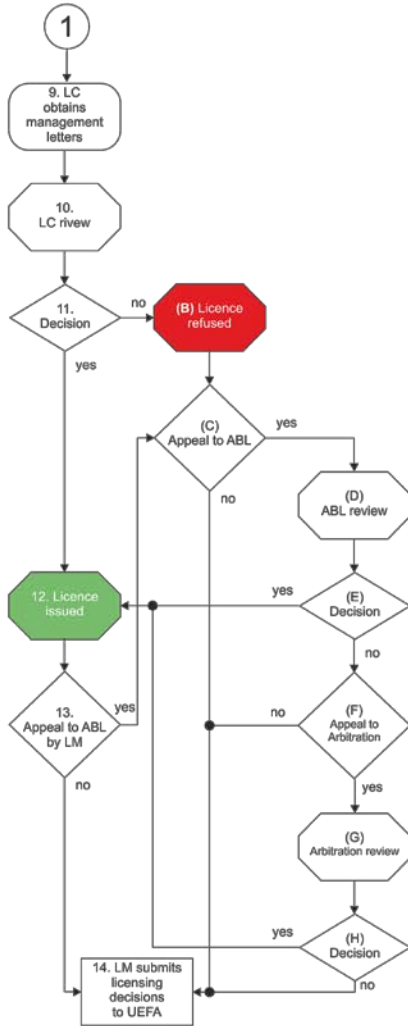 1
9. LC
obtains
management
letters
10.
LC rivew
11.
Decision
no
(B) Licence
refused
yes
(C)
Appeal to ABL
yes
no
(D)
ABL review
12. Licence
issued
yes
(E)
Decision
no
13.
Appeal to ABL
by LM
yes
no
no
(F)
Appeal to
Arbitration
yes
(G)
Arbitration review
yes
(H)
Decision
no
14. LM submits
licensing
decisions
to UEFA